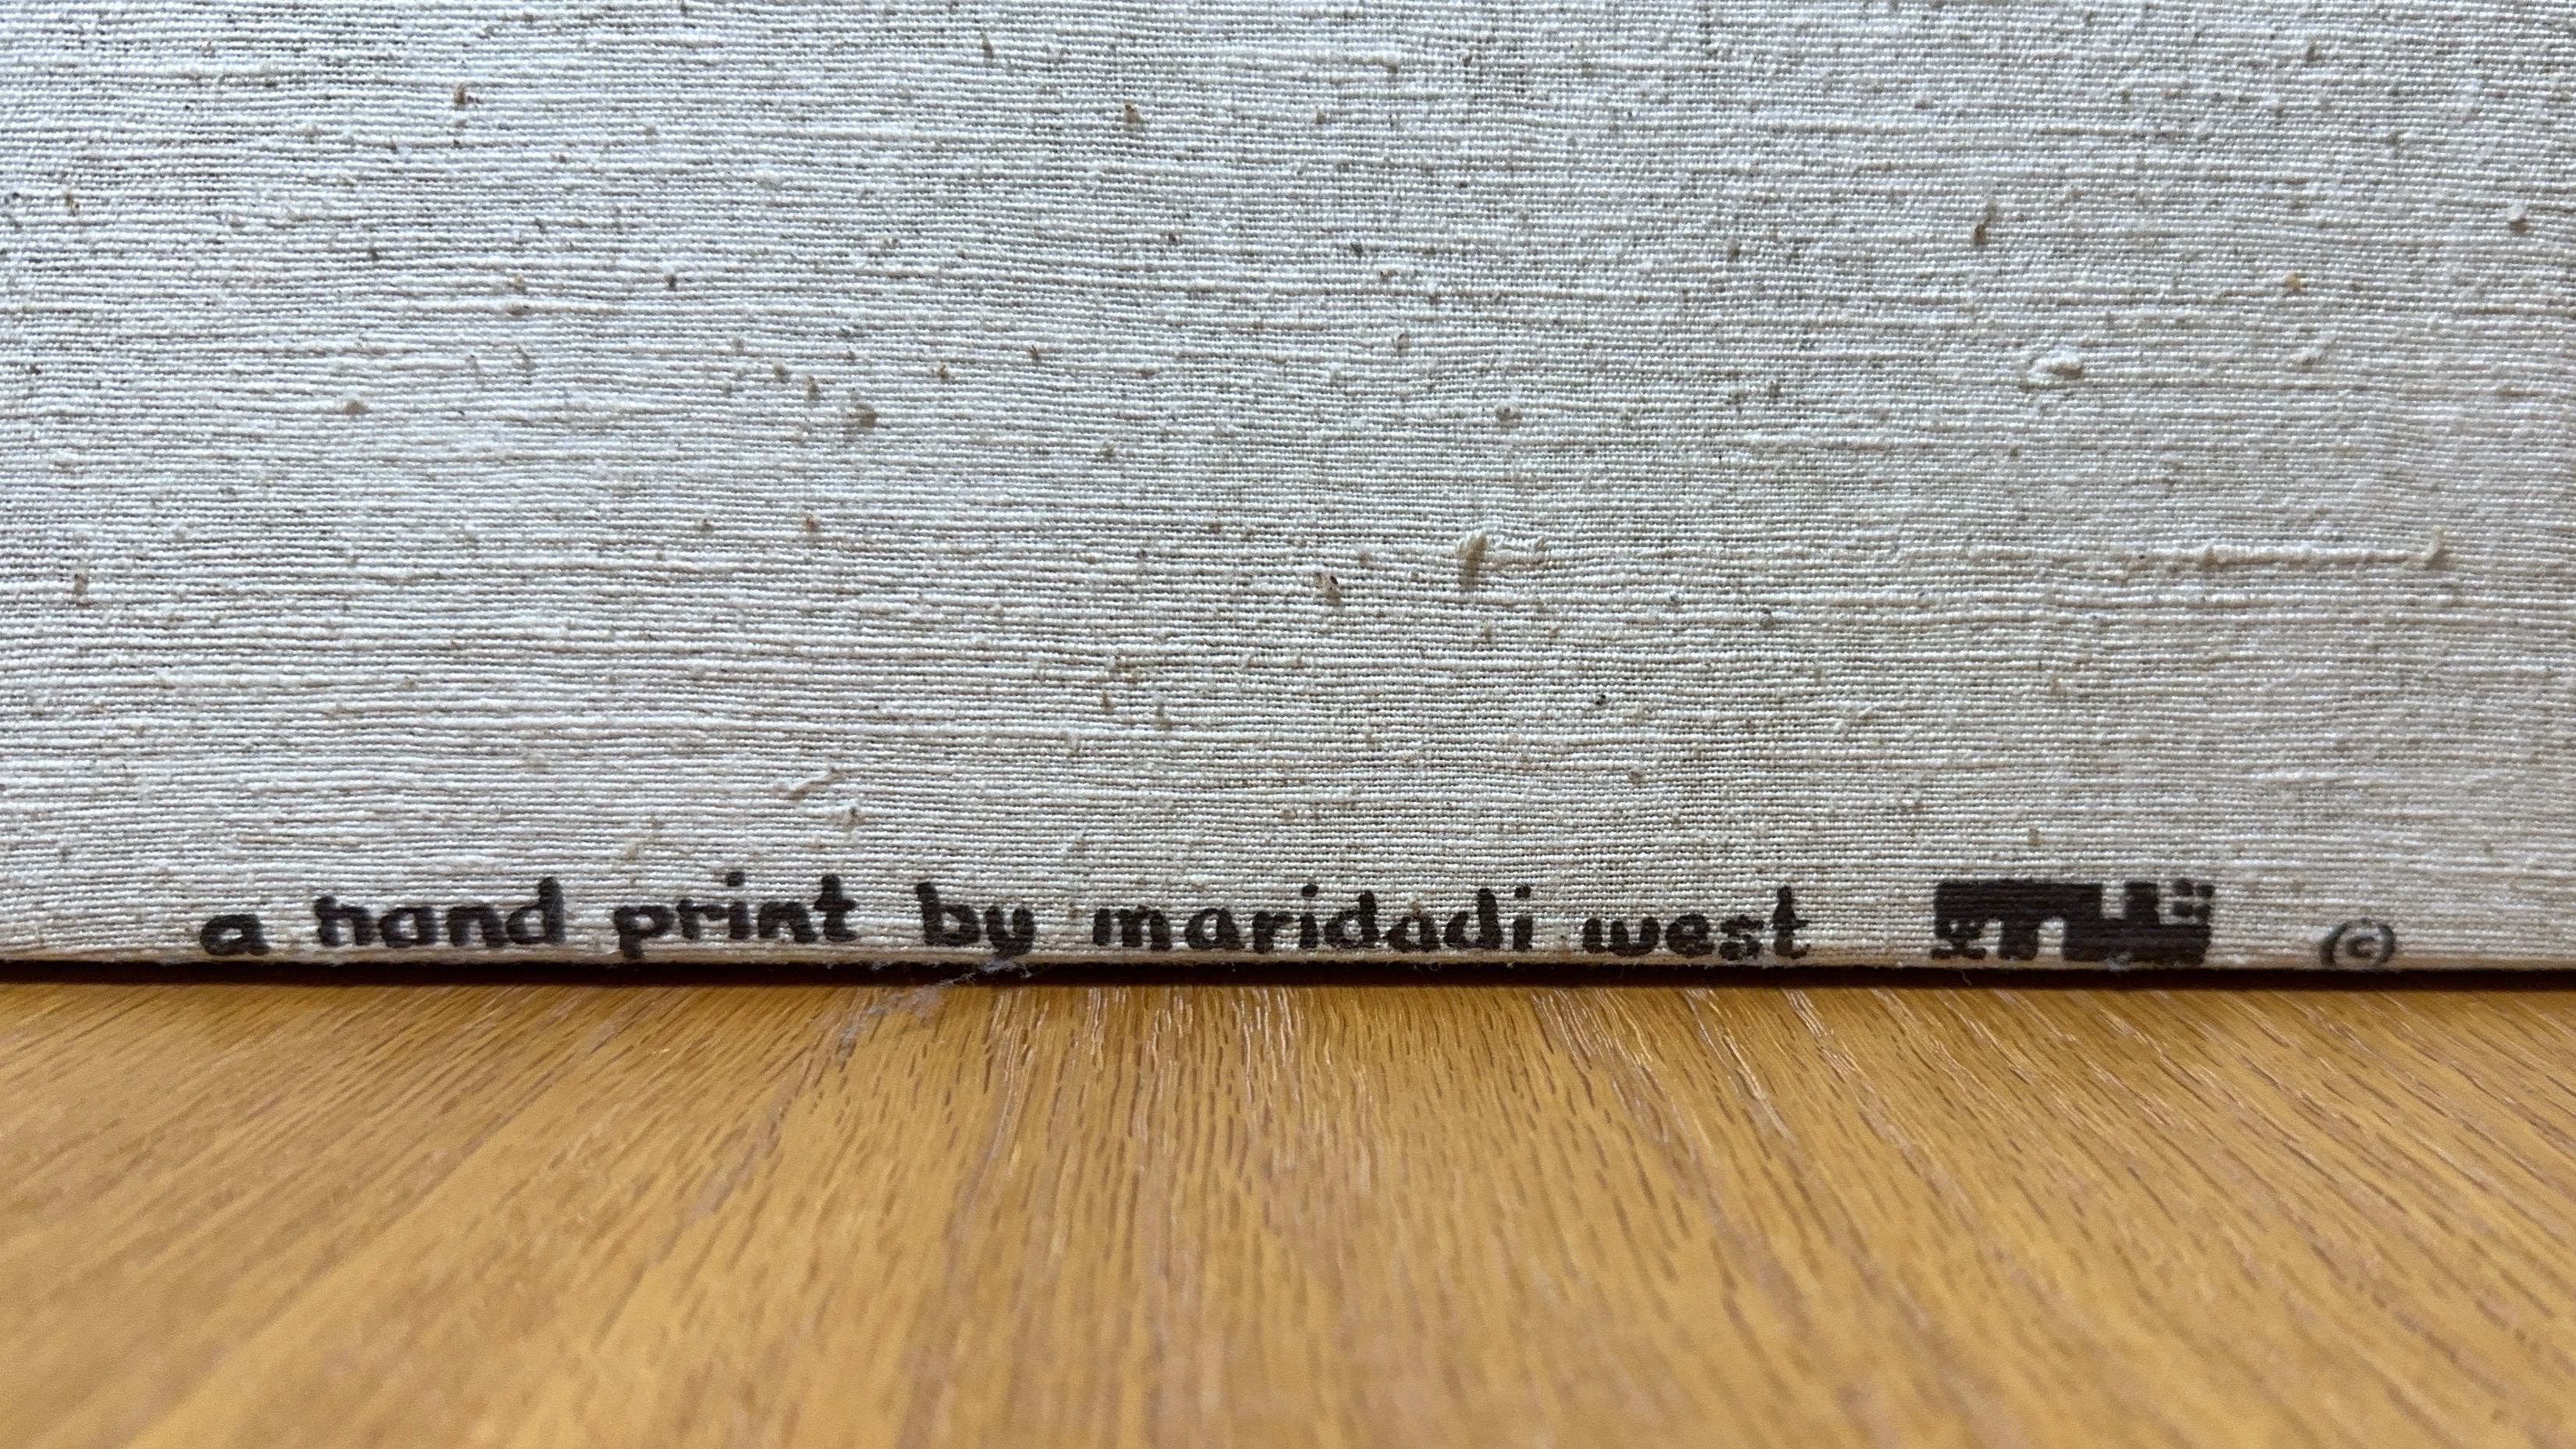 a hand print by maridadi west ©